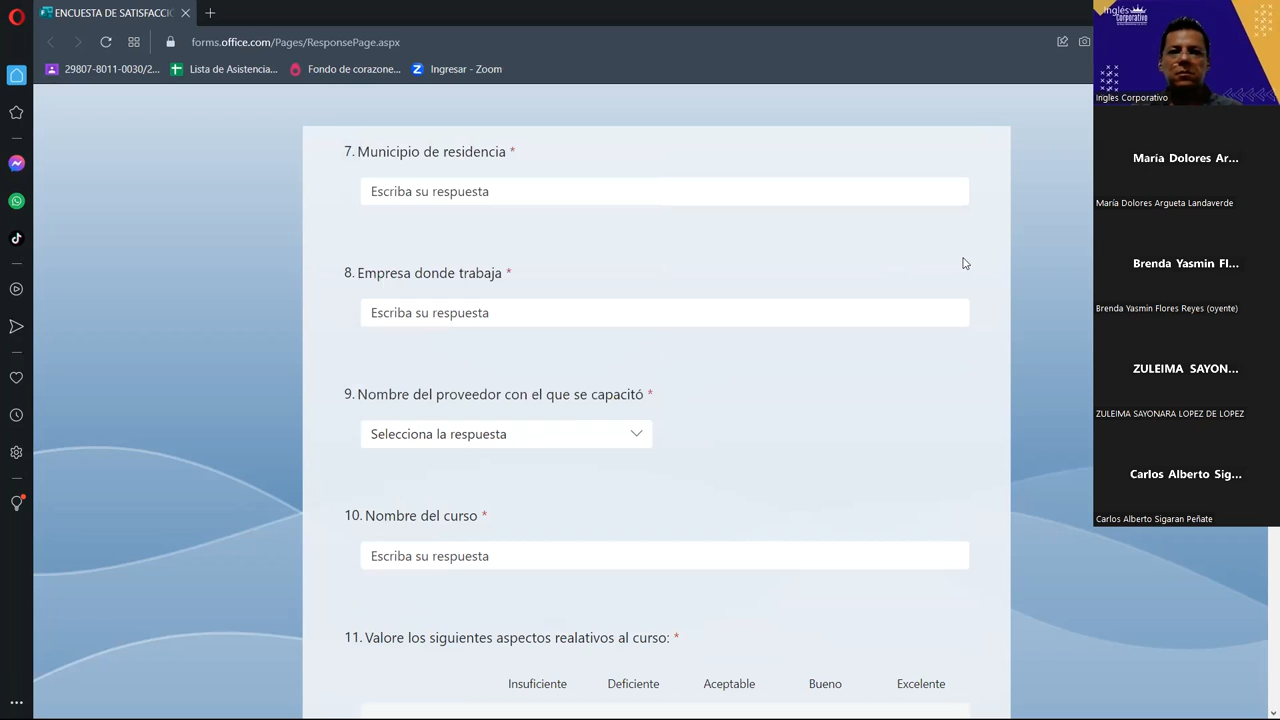 ENCUESTA DE SATISFACCIÓ
forms.office.com/Pages/ResponsePage.aspx
29807-8011-0030/2...
Lista de Asistencia...
Fondo de corazone...
Ingresar - Zoom
7. Municipio de residencia *
Escriba su respuesta
8. Empresa donde trabaja *
Escriba su respuesta
9. Nombre del proveedor con el que se capacitó *
Selecciona la respuesta
10. Nombre del curso *
Escriba su respuesta
11. Valore los siguientes aspectos realativos al curso: *
Insuficiente Deficiente Aceptable Bueno Excelente
Inglés
Corporativo
Ingles Corporativo
María Dolores Ar...
María Dolores Argueta Landaverde
Brenda Yasmin Fl...
Brenda Yasmin Flores Reyes (oyente)
ZULEIMA SAYON...
ZULEIMA SAYONARA LOPEZ DE LOPEZ
Carlos Alberto Sig...
Carlos Alberto Sigaran Peñate